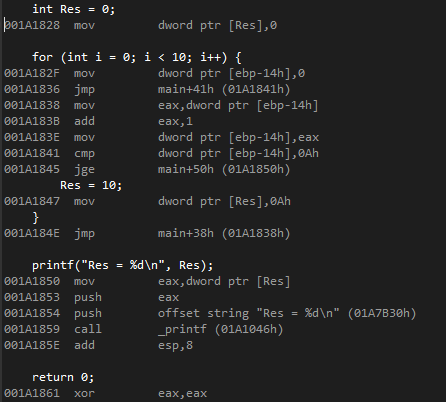 int Res = 0;
001A1828 mov dword ptr [Res],0
for (int i = 0; i < 10; i++) {
001A182F mov dword ptr [ebp-14h],0
001A1836 jmp main+41h (01A1841h)
001A1838 mov eax,dword ptr [ebp-14h]
001A183B add eax,1
001A183E mov dword ptr [ebp-14h],eax
001A1841 cmp dword ptr [ebp-14h],0Ah
001A1845 jge main+50h (01A1850h)
Res = 10;
001A1847 mov dword ptr [Res],0Ah
}
001A184E jmp main+38h (01A1838h)
printf("Res = %d\n", Res);
001A1850 mov eax,dword ptr [Res]
001A1853 push eax
001A1854 push offset string "Res = %d\n" (01A7B30h)
001A1859 call _printf (01A1046h)
001A185E add esp,8
return 0;
001A1861 xor eax,eax